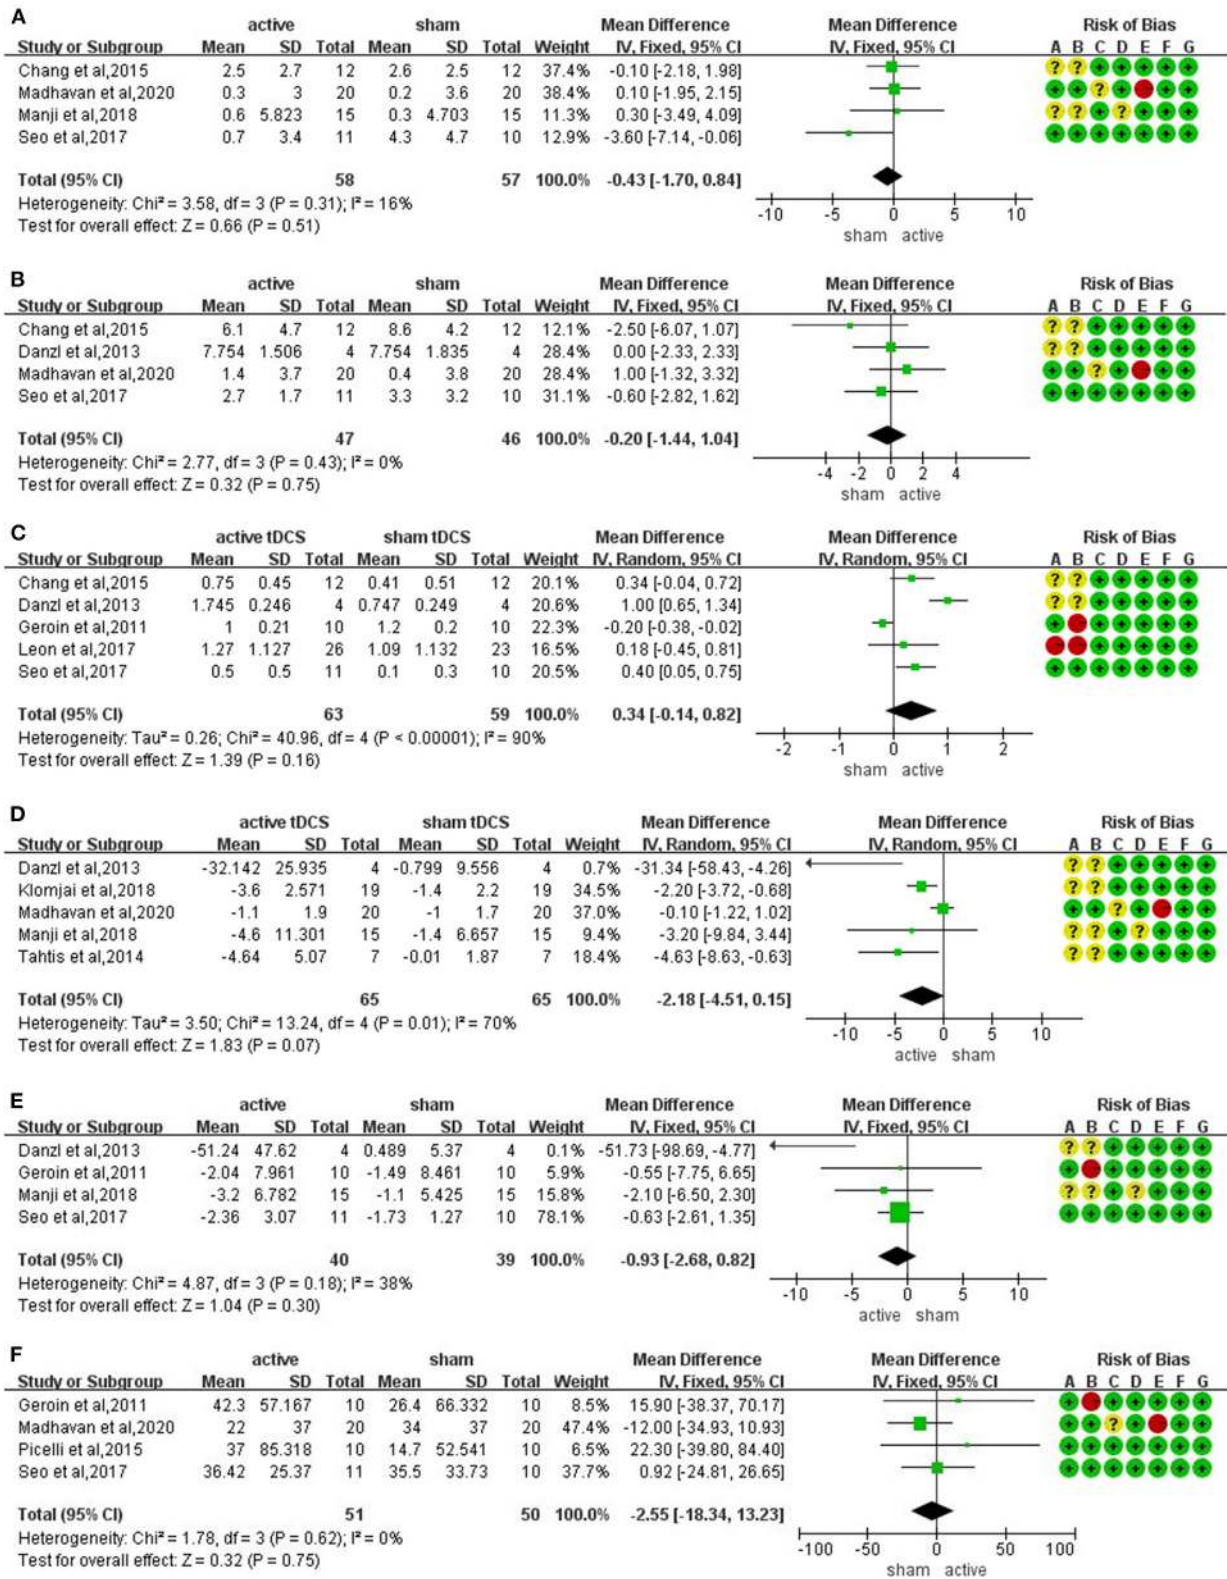 A
active sham Mean Difference Mean Difference Risk of Bias
Study or Subgroup Mean SD Total Mean SD Total Weight IV, Fixed, 95% CI IV, Fixed, 95% CI A B C D E F G
Chang et al,2015 2.5 2.7 12 2.6 2.5 12 37.4% -0.10 [-2.18, 1.98] ? ? + + + + +
Madhavan et al,2020 0.3 3 20 0.2 3.6 20 38.4% 0.10 [-1.95, 2.15] + + ? + + +
Manji et al,2018 0.6 5.823 15 0.3 4.703 15 11.3% 0.30 [-3.49, 4.09] ? ? + ? + + +
Seo et al,2017 0.7 3.4 11 4.3 4.7 10 12.9% -3.60 [-7.14, -0.06] + + + + + + +
Total (95% CI) 58 57 100.0% -0.43 [-1.70, 0.84]
Heterogeneity: Chi² = 3.58, df = 3 (P = 0.31); I² = 16%
Test for overall effect: Z = 0.66 (P = 0.51)
-10 -5 0 5 10
sham active
B
active sham Mean Difference Mean Difference Risk of Bias
Study or Subgroup Mean SD Total Mean SD Total Weight IV, Fixed, 95% CI IV, Fixed, 95% CI A B C D E F G
Chang et al,2015 6.1 4.7 12 8.6 4.2 12 12.1% -2.50 [-6.07, 1.07] ? ? + + + + +
Danzl et al,2013 7.754 1.506 4 7.754 1.835 4 28.4% 0.00 [-2.33, 2.33] ? ? + + + + +
Madhavan et al,2020 1.4 3.7 20 0.4 3.8 20 28.4% 1.00 [-1.32, 3.32] + + ? + + +
Seo et al,2017 2.7 1.7 11 3.3 3.2 10 31.1% -0.60 [-2.82, 1.62] + + + + + + +
Total (95% CI) 47 46 100.0% -0.20 [-1.44, 1.04]
Heterogeneity: Chi² = 2.77, df = 3 (P = 0.43); I² = 0%
Test for overall effect: Z = 0.32 (P = 0.75)
-4 -2 0 2 4
sham active
C
active tDCS sham tDCS Mean Difference Mean Difference Risk of Bias
Study or Subgroup Mean SD Total Mean SD Total Weight IV, Random, 95% CI IV, Random, 95% CI A B C D E F G
Chang et al,2015 0.75 0.45 12 0.41 0.51 12 20.1% 0.34 [-0.04, 0.72] ? ? + + + + +
Danzl et al,2013 1.745 0.246 4 0.747 0.249 4 20.6% 1.00 [0.65, 1.34] ? ? + + + + +
Geroin et al,2011 1 0.21 10 1.2 0.2 10 22.3% -0.20 [-0.38, -0.02] + + + + + +
Leon et al,2017 1.27 1.127 26 1.09 1.132 23 16.5% 0.18 [-0.45, 0.81] + + + + +
Seo et al,2017 0.5 0.5 11 0.1 0.3 10 20.5% 0.40 [0.05, 0.75] + + + + + + +
Total (95% CI) 63 59 100.0% 0.34 [-0.14, 0.82]
Heterogeneity: Tau² = 0.26; Chi² = 40.96, df = 4 (P < 0.00001); I² = 90%
Test for overall effect: Z = 1.39 (P = 0.16)
-2 -1 0 1 2
sham active
D
active tDCS sham tDCS Mean Difference Mean Difference Risk of Bias
Study or Subgroup Mean SD Total Mean SD Total Weight IV, Random, 95% CI IV, Random, 95% CI A B C D E F G
Danzl et al,2013 -32.142 25.935 4 -0.799 9.556 4 0.7% -31.34 [-58.43, -4.26] ? ? + + + + +
Klomjai et al,2018 -3.6 2.571 19 -1.4 2.2 19 34.5% -2.20 [-3.72, -0.68] ? ? + + + + +
Madhavan et al,2020 -1.1 1.9 20 -1 1.7 20 37.0% -0.10 [-1.22, 1.02] + + ? + + +
Manji et al,2018 -4.6 11.301 15 -1.4 6.657 15 9.4% -3.20 [-9.84, 3.44] ? ? + ? + + +
Tahtis et al,2014 -4.64 5.07 7 -0.01 1.87 7 18.4% -4.63 [-8.63, -0.63] ? ? + + + + +
Total (95% CI) 65 65 100.0% -2.18 [-4.51, 0.15]
Heterogeneity: Tau² = 3.50; Chi² = 13.24, df = 4 (P = 0.01); I² = 70%
Test for overall effect: Z = 1.83 (P = 0.07)
-10 -5 0 5 10
active sham
E
active sham Mean Difference Mean Difference Risk of Bias
Study or Subgroup Mean SD Total Mean SD Total Weight IV, Fixed, 95% CI IV, Fixed, 95% CI A B C D E F G
Danzl et al,2013 -51.24 47.62 4 0.489 5.37 4 0.1% -51.73 [-98.69, -4.77] ? ? + + + + +
Geroin et al,2011 -2.04 7.961 10 -1.49 8.461 10 5.9% -0.55 [-7.75, 6.65] + + + + + +
Manji et al,2018 -3.2 6.782 15 -1.1 5.425 15 15.8% -2.10 [-6.50, 2.30] ? ? + ? + + +
Seo et al,2017 -2.36 3.07 11 -1.73 1.27 10 78.1% -0.63 [-2.61, 1.35] + + + + + + +
Total (95% CI) 40 39 100.0% -0.93 [-2.68, 0.82]
Heterogeneity: Chi² = 4.87, df = 3 (P = 0.18); I² = 38%
Test for overall effect: Z = 1.04 (P = 0.30)
-10 -5 0 5 10
active sham
F
active sham Mean Difference Mean Difference Risk of Bias
Study or Subgroup Mean SD Total Mean SD Total Weight IV, Fixed, 95% CI IV, Fixed, 95% CI A B C D E F G
Geroin et al,2011 42.3 57.167 10 26.4 66.332 10 8.5% 15.90 [-38.37, 70.17] + + + + + +
Madhavan et al,2020 22 37 20 34 37 20 47.4% -12.00 [-34.93, 10.93] + + ? + + +
Picelli et al,2015 37 85.318 10 14.7 52.541 10 6.5% 22.30 [-39.80, 84.40] + + + + + + +
Seo et al,2017 36.42 25.37 11 35.5 33.73 10 37.7% 0.92 [-24.81, 26.65] + + + + + + +
Total (95% CI) 51 50 100.0% -2.55 [-18.34, 13.23]
Heterogeneity: Chi² = 1.78, df = 3 (P = 0.62); I² = 0%
Test for overall effect: Z = 0.32 (P = 0.75)
-100 -50 0 50 100
sham active